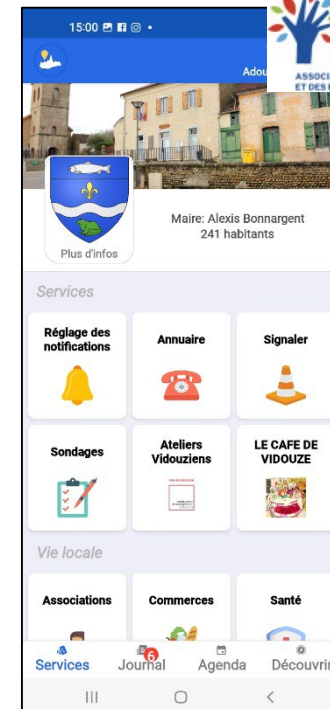 15:00
Adou
ASSOCI
ET DES
Maire: Alexis Bonnargent
241 habitants
Plus d'infos
Services
Réglage des
notifications
Annuaire
Signaler
Sondages
Ateliers
Vidouziens
LE CAFE DE
VIDOUZE
Vie locale
Associations
Commerces
Santé
6
Services
Journal
Agenda
Découvrir